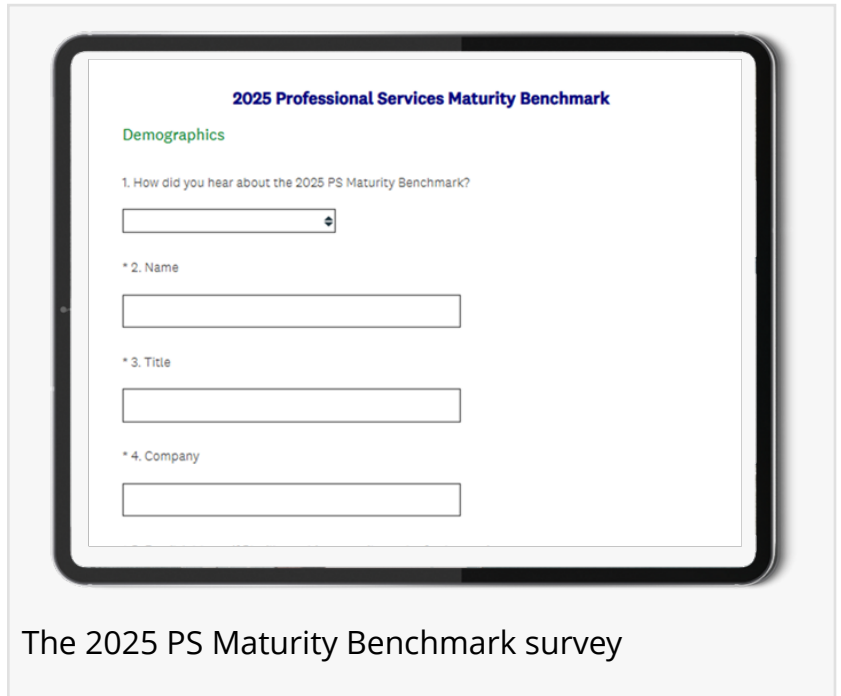 2025 Professional Services Maturity Benchmark
Demographics
1. How did you hear about the 2025 PS Maturity Benchmark?
* 2. Name
* 3. Title
* 4. Company
The 2025 PS Maturity Benchmark survey